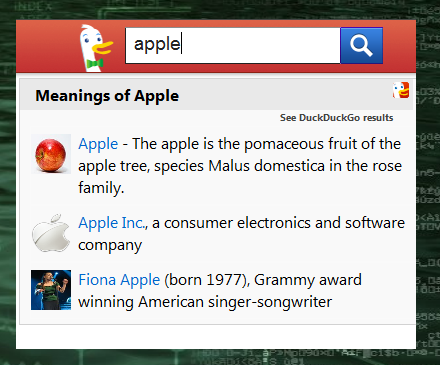 apple
Meanings of Apple
See DuckDuckGo results
Apple - The apple is the pomaceous fruit of the
apple tree, species Malus domestica in the rose
family.
Apple Inc., a consumer electronics and software
company
Fiona Apple (born 1977), Grammy award
winning American singer-songwriter